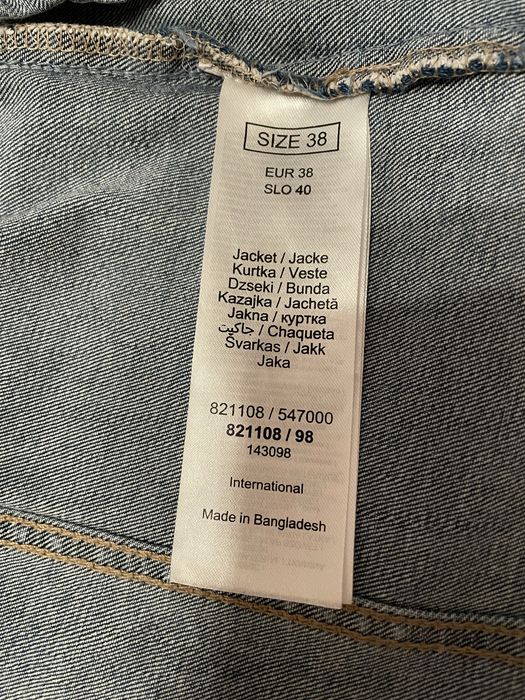 SIZE 38
EUR 38
SLO 40
Jacket / Jacke
Kurtka / Veste
Dzseki / Bunda
Kazajka / Jachetă
Jakna / куртка
جاكيت / Chaqueta
Švarkas / Jakk
Jaka
821108 / 547000
821108 / 98
143098
International
Made in Bangladesh